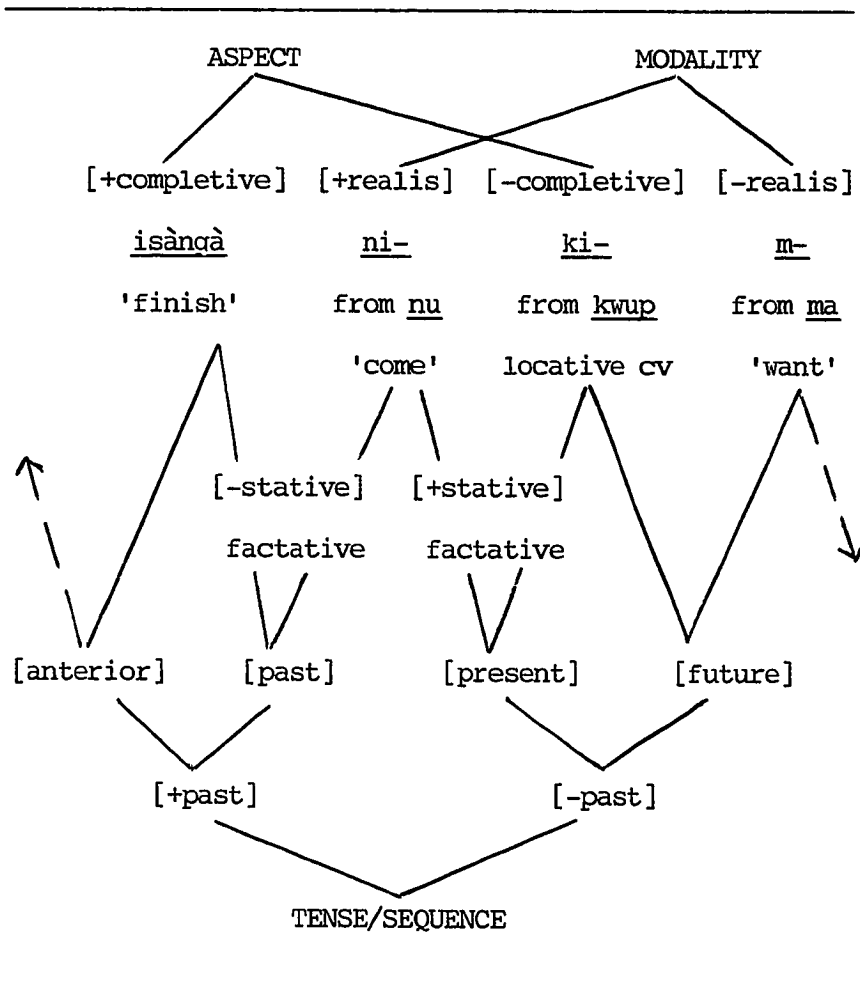 ASPECT MODALITY
[+completive] [+realis] [-completive] [-realis]
isàngà ni- ki- m-
'finish' from nu from kwup from ma
'come' locative cv 'want'
[-stative] [+stative]
factative factative
[anterior] [past] [present] [future]
[+past] [-past]
TENSE/SEQUENCE